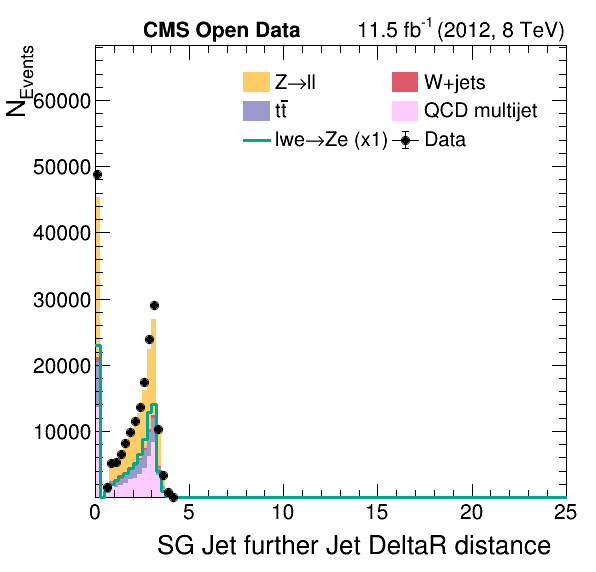 CMS Open Data 11.5 fb-1 (2012, 8 TeV)
NEvents
Z→ll W+jets
tt̄ QCD multijet
lwe→Ze (x1) Data
60000
50000
40000
30000
20000
10000
0 5 10 15 20 25
SG Jet further Jet DeltaR distance